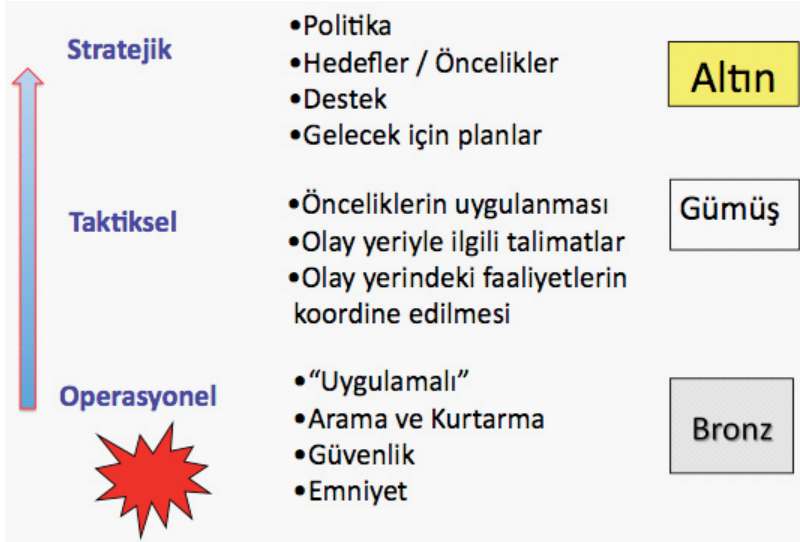 Stratejik
•Politika
•Hedefler / Öncelikler
•Destek
•Gelecek için planlar
Altın
Taktiksel
•Önceliklerin uygulanması
•Olay yeriyle ilgili talimatlar
•Olay yerindeki faaliyetlerin
koordine edilmesi
Gümüş
Operasyonel
•“Uygulamalı”
•Arama ve Kurtarma
•Güvenlik
•Emniyet
Bronz